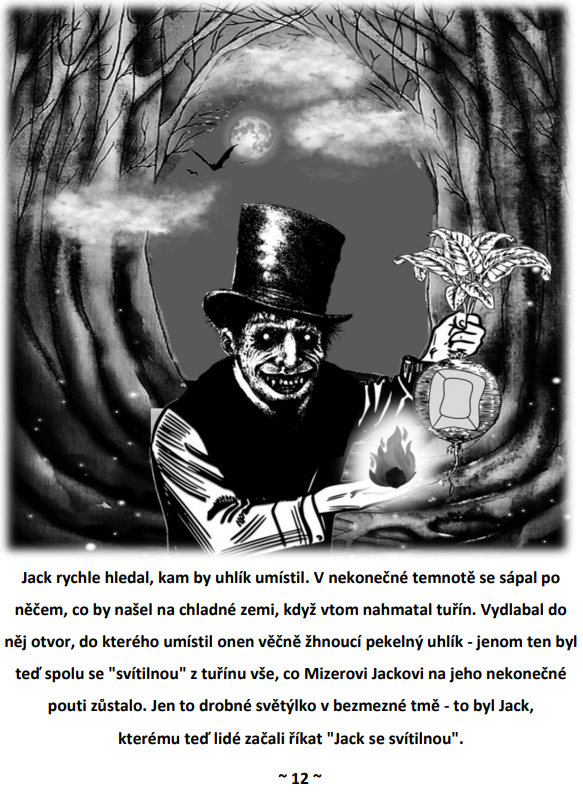 Jack rychle hledal, kam by uhlík umístil. V nekonečné temnotě se sápal po
něčem, co by našel na chladné zemi, když vtom nahmatal tuřín. Vydlabal do
něj otvor, do kterého umístil onen věčně žhnoucí pekelný uhlík - jenom ten byl
teď spolu se "svítilnou" z tuřínu vše, co Mizerovi Jackovi na jeho nekonečné
pouti zůstalo. Jen to drobné světýlko v bezmezné tmě - to byl Jack,
kterému teď lidé začali říkat "Jack se svítilnou".
~ 12 ~